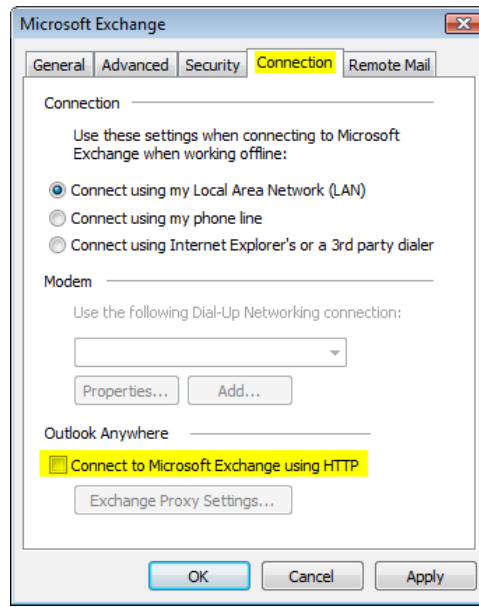 Microsoft Exchange
General Advanced Security Connection Remote Mail
Connection
Use these settings when connecting to Microsoft
Exchange when working offline:
Connect using my Local Area Network (LAN)
Connect using my phone line
Connect using Internet Explorer's or a 3rd party dialer
Modem
Use the following Dial-Up Networking connection:
Properties... Add...
Outlook Anywhere
Connect to Microsoft Exchange using HTTP
Exchange Proxy Settings...
OK Cancel Apply